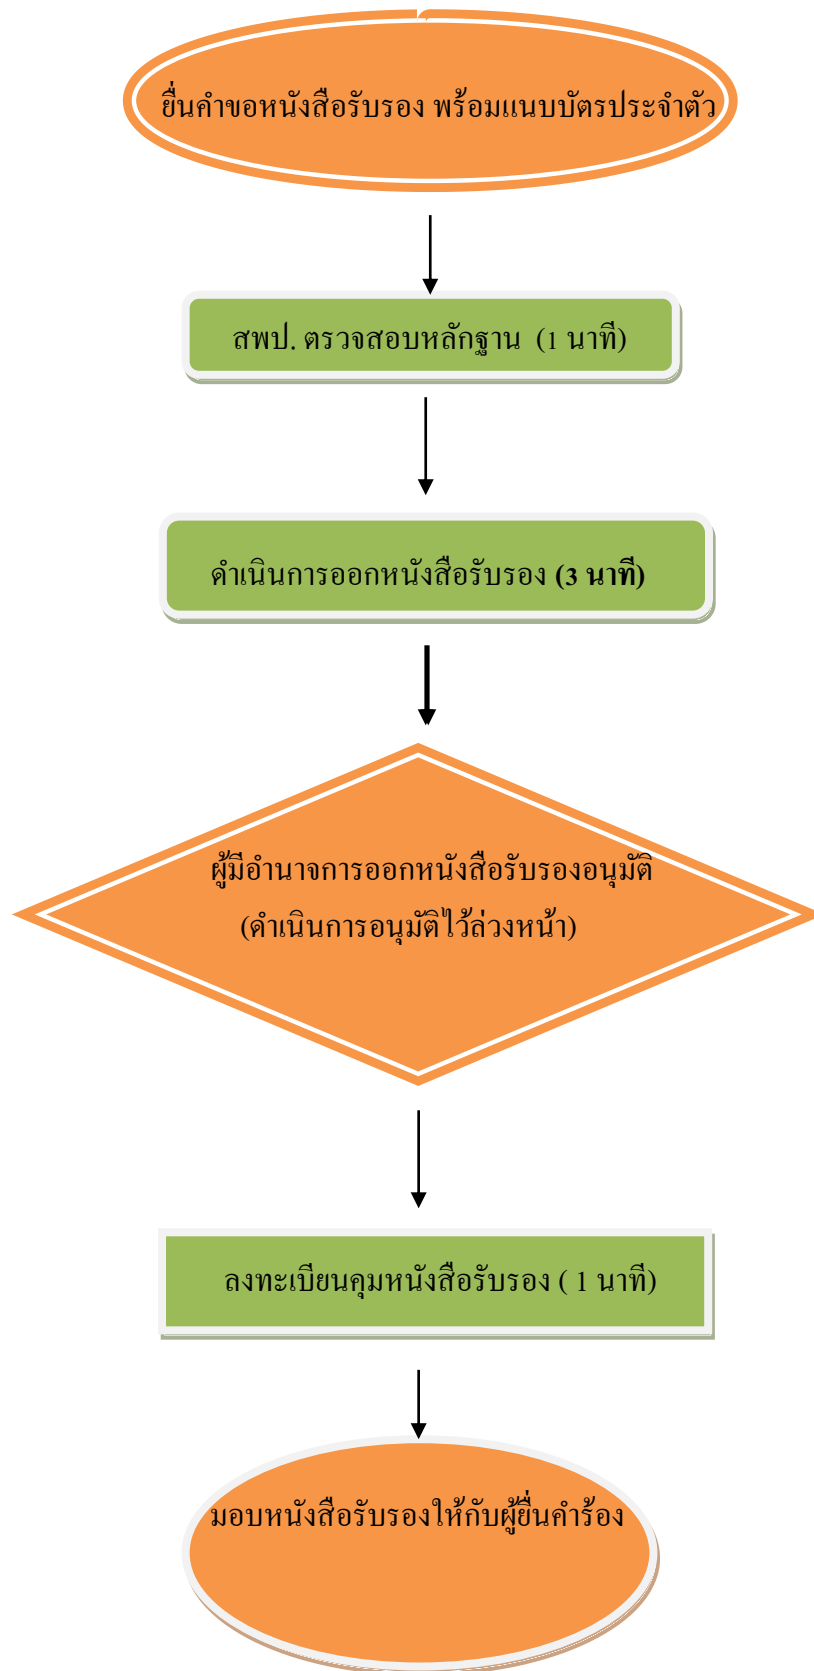 ยื่นคำขอหนังสือรับรอง พร้อมแนบบัตรประจำตัว
สพป. ตรวจสอบหลักฐาน (1 นาที)
ดำเนินการออกหนังสือรับรอง (3 นาที)
ผู้มีอำนาจการออกหนังสือรับรองอนุมัติ
(ดำเนินการอนุมัติไว้ล่วงหน้า)
ลงทะเบียนคุมหนังสือรับรอง ( 1 นาที)
มอบหนังสือรับรองให้กับผู้ยื่นคำร้อง